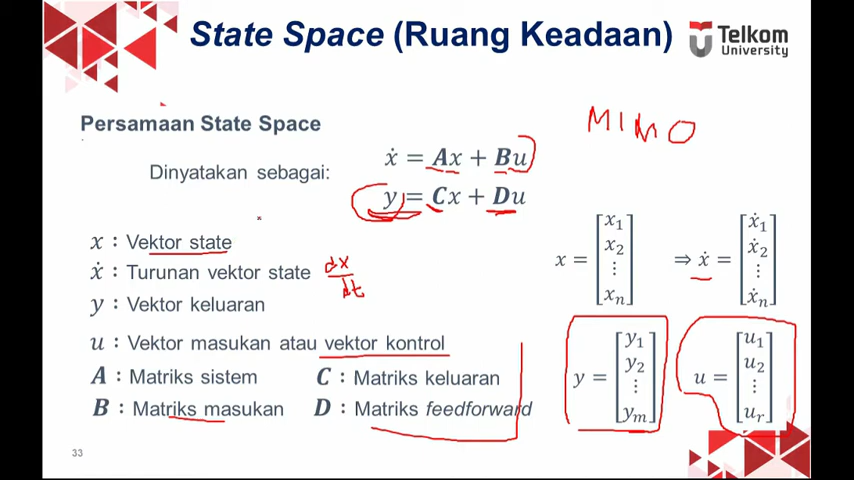 State Space (Ruang Keadaan)
Telkom
University
Persamaan State Space
MIMO
Dinyatakan sebagai:
ẋ = Ax + Bu
y = Cx + Du
x : Vektor state
ẋ : Turunan vektor state
dx
dt
y : Vektor keluaran
u : Vektor masukan atau vektor kontrol
A : Matriks sistem
C : Matriks keluaran
B : Matriks masukan
D : Matriks feedforward
x = [x₁ x₂ ⋮ xₙ]
⇒ ẋ = [ẋ₁ ẋ₂ ⋮ ẋₙ]
y = [y₁ y₂ ⋮ yₘ]
u = [u₁ u₂ ⋮ uᵣ]
33